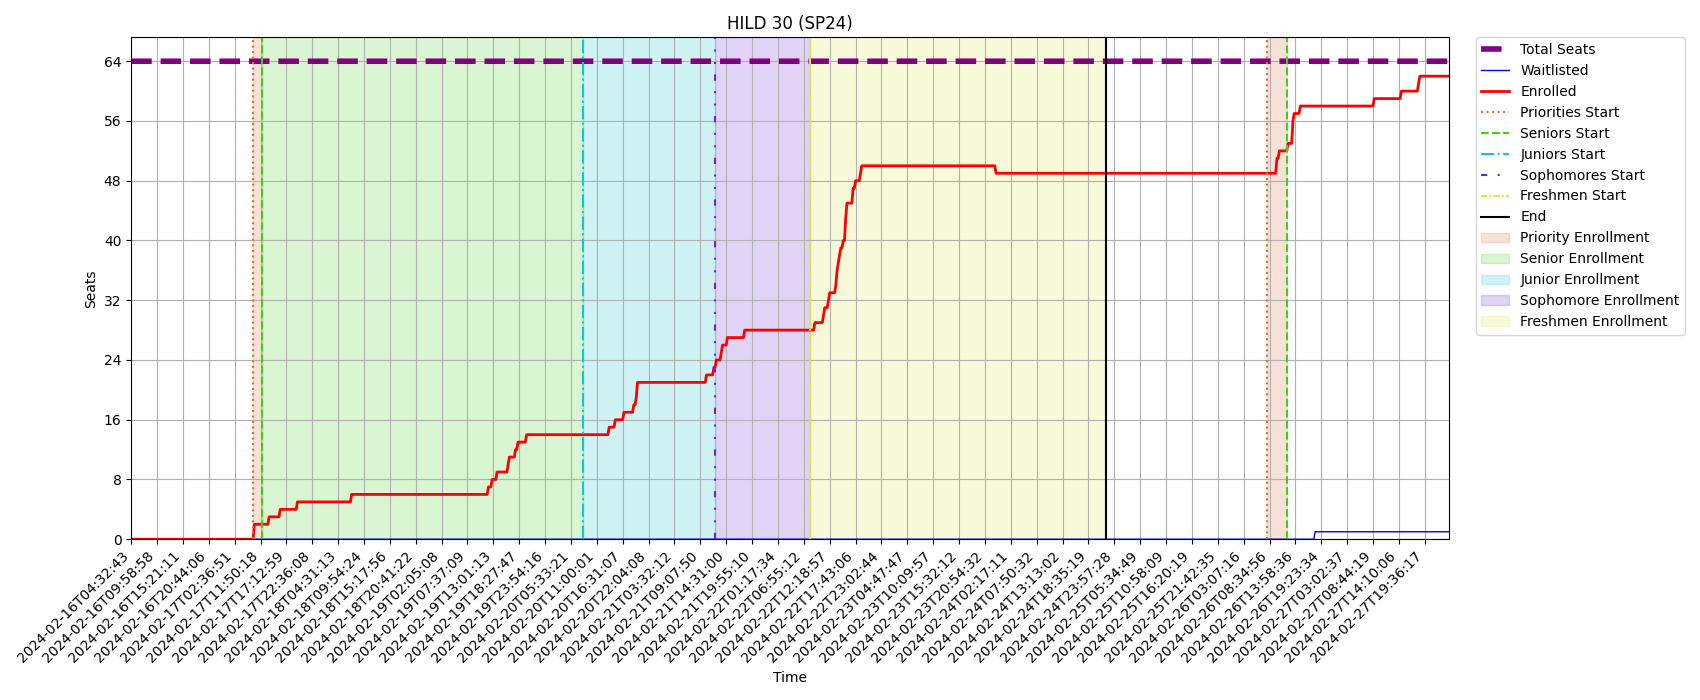 HILD 30 (SP24)
Seats
64
56
48
40
32
24
16
8
0
2024-02-16T04:32:43
2024-02-16T09:58:58
2024-02-16T15:21:11
2024-02-16T20:44:06
2024-02-17T02:36:51
2024-02-17T11:50:18
2024-02-17T17:12:59
2024-02-17T22:36:08
2024-02-18T04:31:13
2024-02-18T09:54:24
2024-02-18T15:17:56
2024-02-18T20:41:22
2024-02-19T02:05:08
2024-02-19T07:37:09
2024-02-19T13:01:13
2024-02-19T18:27:47
2024-02-19T23:54:16
2024-02-20T05:33:21
2024-02-20T11:00:01
2024-02-20T16:31:07
2024-02-20T22:04:08
2024-02-21T03:32:12
2024-02-21T09:07:50
2024-02-21T14:31:00
2024-02-21T19:55:10
2024-02-22T01:17:34
2024-02-22T06:55:12
2024-02-22T12:18:57
2024-02-22T17:43:06
2024-02-22T23:02:44
2024-02-23T04:47:47
2024-02-23T10:09:57
2024-02-23T15:32:12
2024-02-23T20:54:32
2024-02-24T02:17:11
2024-02-24T07:50:32
2024-02-24T13:13:02
2024-02-24T18:35:19
2024-02-24T23:57:28
2024-02-25T05:34:49
2024-02-25T10:58:09
2024-02-25T16:20:19
2024-02-25T21:42:35
2024-02-26T03:07:16
2024-02-26T08:34:56
2024-02-26T13:58:36
2024-02-26T19:23:34
2024-02-27T03:02:37
2024-02-27T08:44:19
2024-02-27T14:10:06
2024-02-27T19:36:17
Time
Total Seats
Waitlisted
Enrolled
Priorities Start
Seniors Start
Juniors Start
Sophomores Start
Freshmen Start
End
Priority Enrollment
Senior Enrollment
Junior Enrollment
Sophomore Enrollment
Freshmen Enrollment